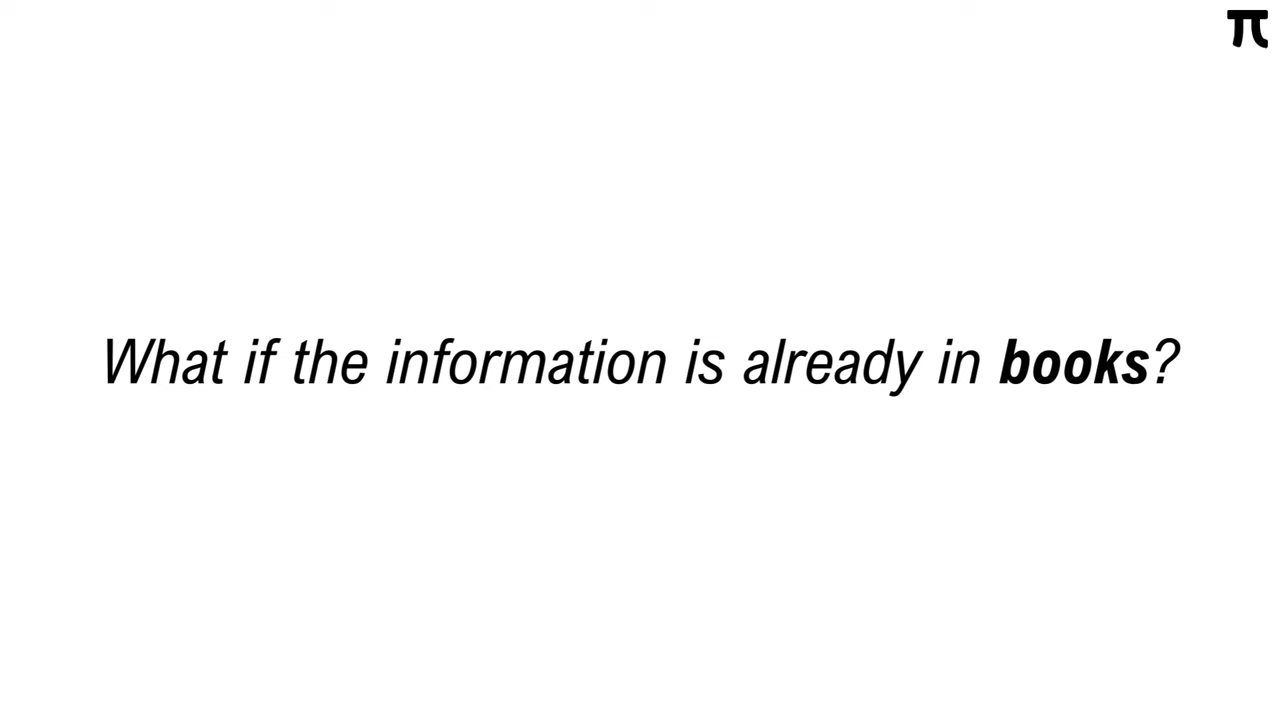 π
What if the information is already in books?